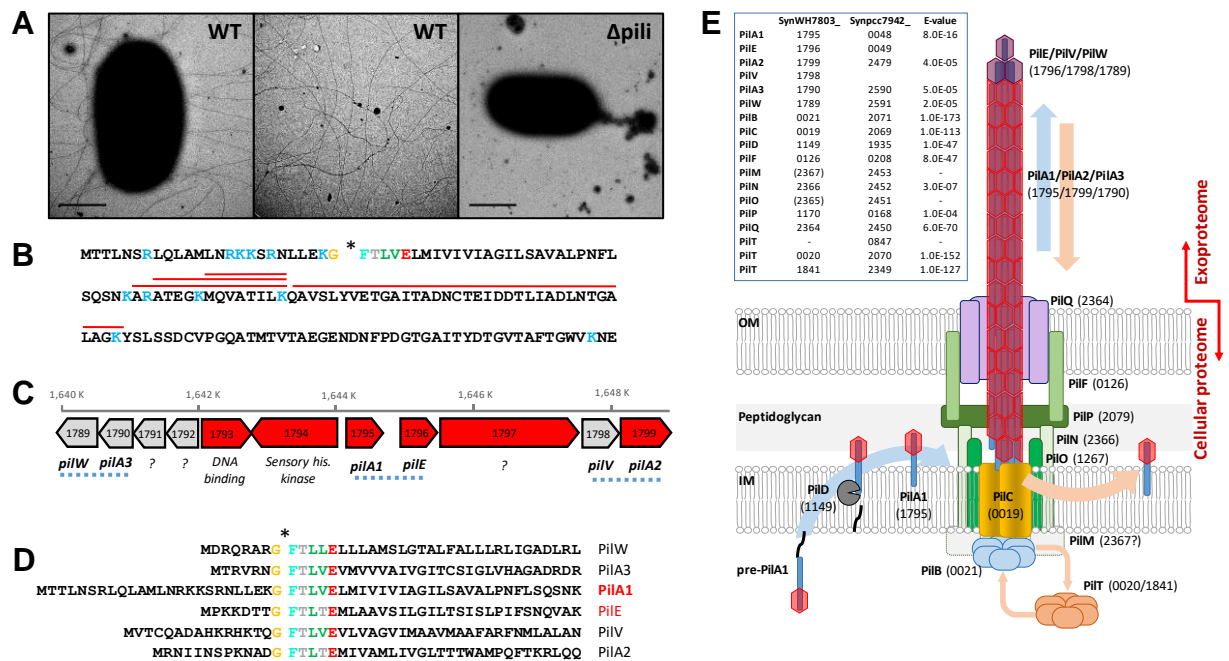 A
WT
WT
Δpili
B
*
MTTLNSRLQLAMLNRKKSRNLLEKG FTLVELMIVIVIAGILSAVALPNFL
SQSNKARATEGKMQVATILKQAVSLYVETGAITADNCTEIDDTLIADLNTGA
LAGKYSLSSDCVPGQATMTVTAEGENDNFPDGTGAITYDTGVTAFTGWVKNE
C
1,640 K 1,642 K 1,644 K 1,646 K 1,648 K
1789 1790 1791 1792 1793 1794 1795 1796 1797 1798 1799
pilW pilA3 ? ? DNA binding Sensory his. kinase pilA1 pilE ? pilV pilA2
D
*
MDRQRARG FTLLELLLAMSLGTALFALLLRLIGADLRL PilW
MTRVRNG FTLVEVMVVVAIVGITCSIGLVHAGADRDR PilA3
MTTLNSRLQLAMLNRKKSRNLLEKG FTLVELMIVIVIAGILSAVALPNFLSQSNK PilA1
MPKKDTTG FTLTEMLATVIIIGILSSISLPIFSNQVAK PilE
MVTCQADAHKRHKTQG FTLVEVLVAGVIMAAVMAAFARFNMLALAN PilV
MRNIINSPKNADG FTLTEMIVAMLIVGLTTTWAMPQFTKRLQQ PilA2
E
SynWH7803_ Synpcc7942_ E-value
PilA1 1795 0048 8.0E-16
PilE 1796 0049
PilA2 1799 2479 4.0E-05
PilV 1798
PilA3 1790 2590 5.0E-05
PilW 1789 2591 2.0E-05
PilB 0021 2071 1.0E-173
PilC 0019 2069 1.0E-113
PilD 1149 1935 1.0E-47
PilF 0126 0208 8.0E-47
PilM (2367) 2453 -
PilN 2366 2452 3.0E-07
PilO (2365) 2451 -
PilP 1170 0168 1.0E-04
PilQ 2364 2450 6.0E-70
PilT - 0847 -
PilT 0020 2070 1.0E-152
PilT 1841 2349 1.0E-127
PilE/PilV/PilW
(1796/1798/1789)
PilA1/PilA2/PilA3
(1795/1799/1790)
Exoproteome
Cellular proteome
PilQ (2364)
OM
PilF (0126)
Peptidoglycan
PilP (2079)
PilN (2366)
PilO (1267)
IM
PilD
(1149)
PilA1
(1795)
PilC
(0019)
PilM (2367?)
pre-PilA1
PilB (0021)
PilT (0020/1841)